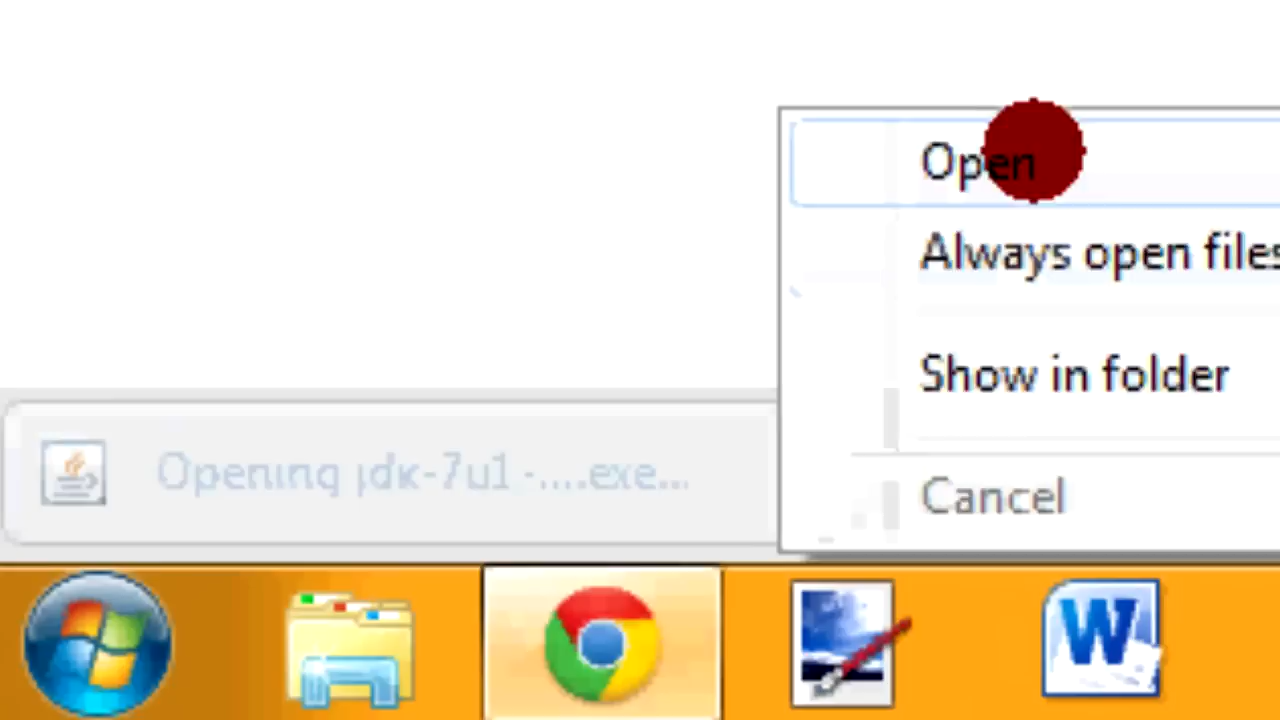 Open
Always open files
Show in folder
Opening jdk-7u1-....exe...
Cancel
W